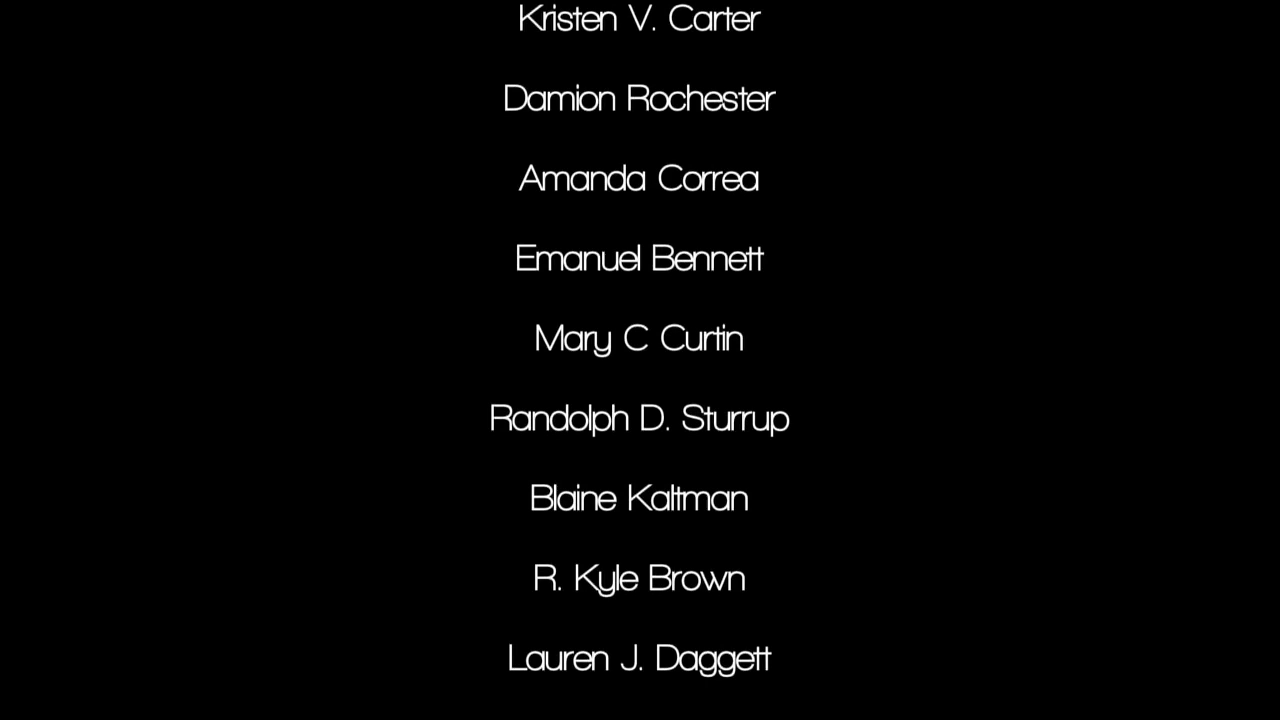 Kristen V. Carter
Damion Rochester
Amanda Correa
Emanuel Bennett
Mary C Curtin
Randolph D. Sturrup
Blaine Kaltman
R. Kyle Brown
Lauren J. Daggett